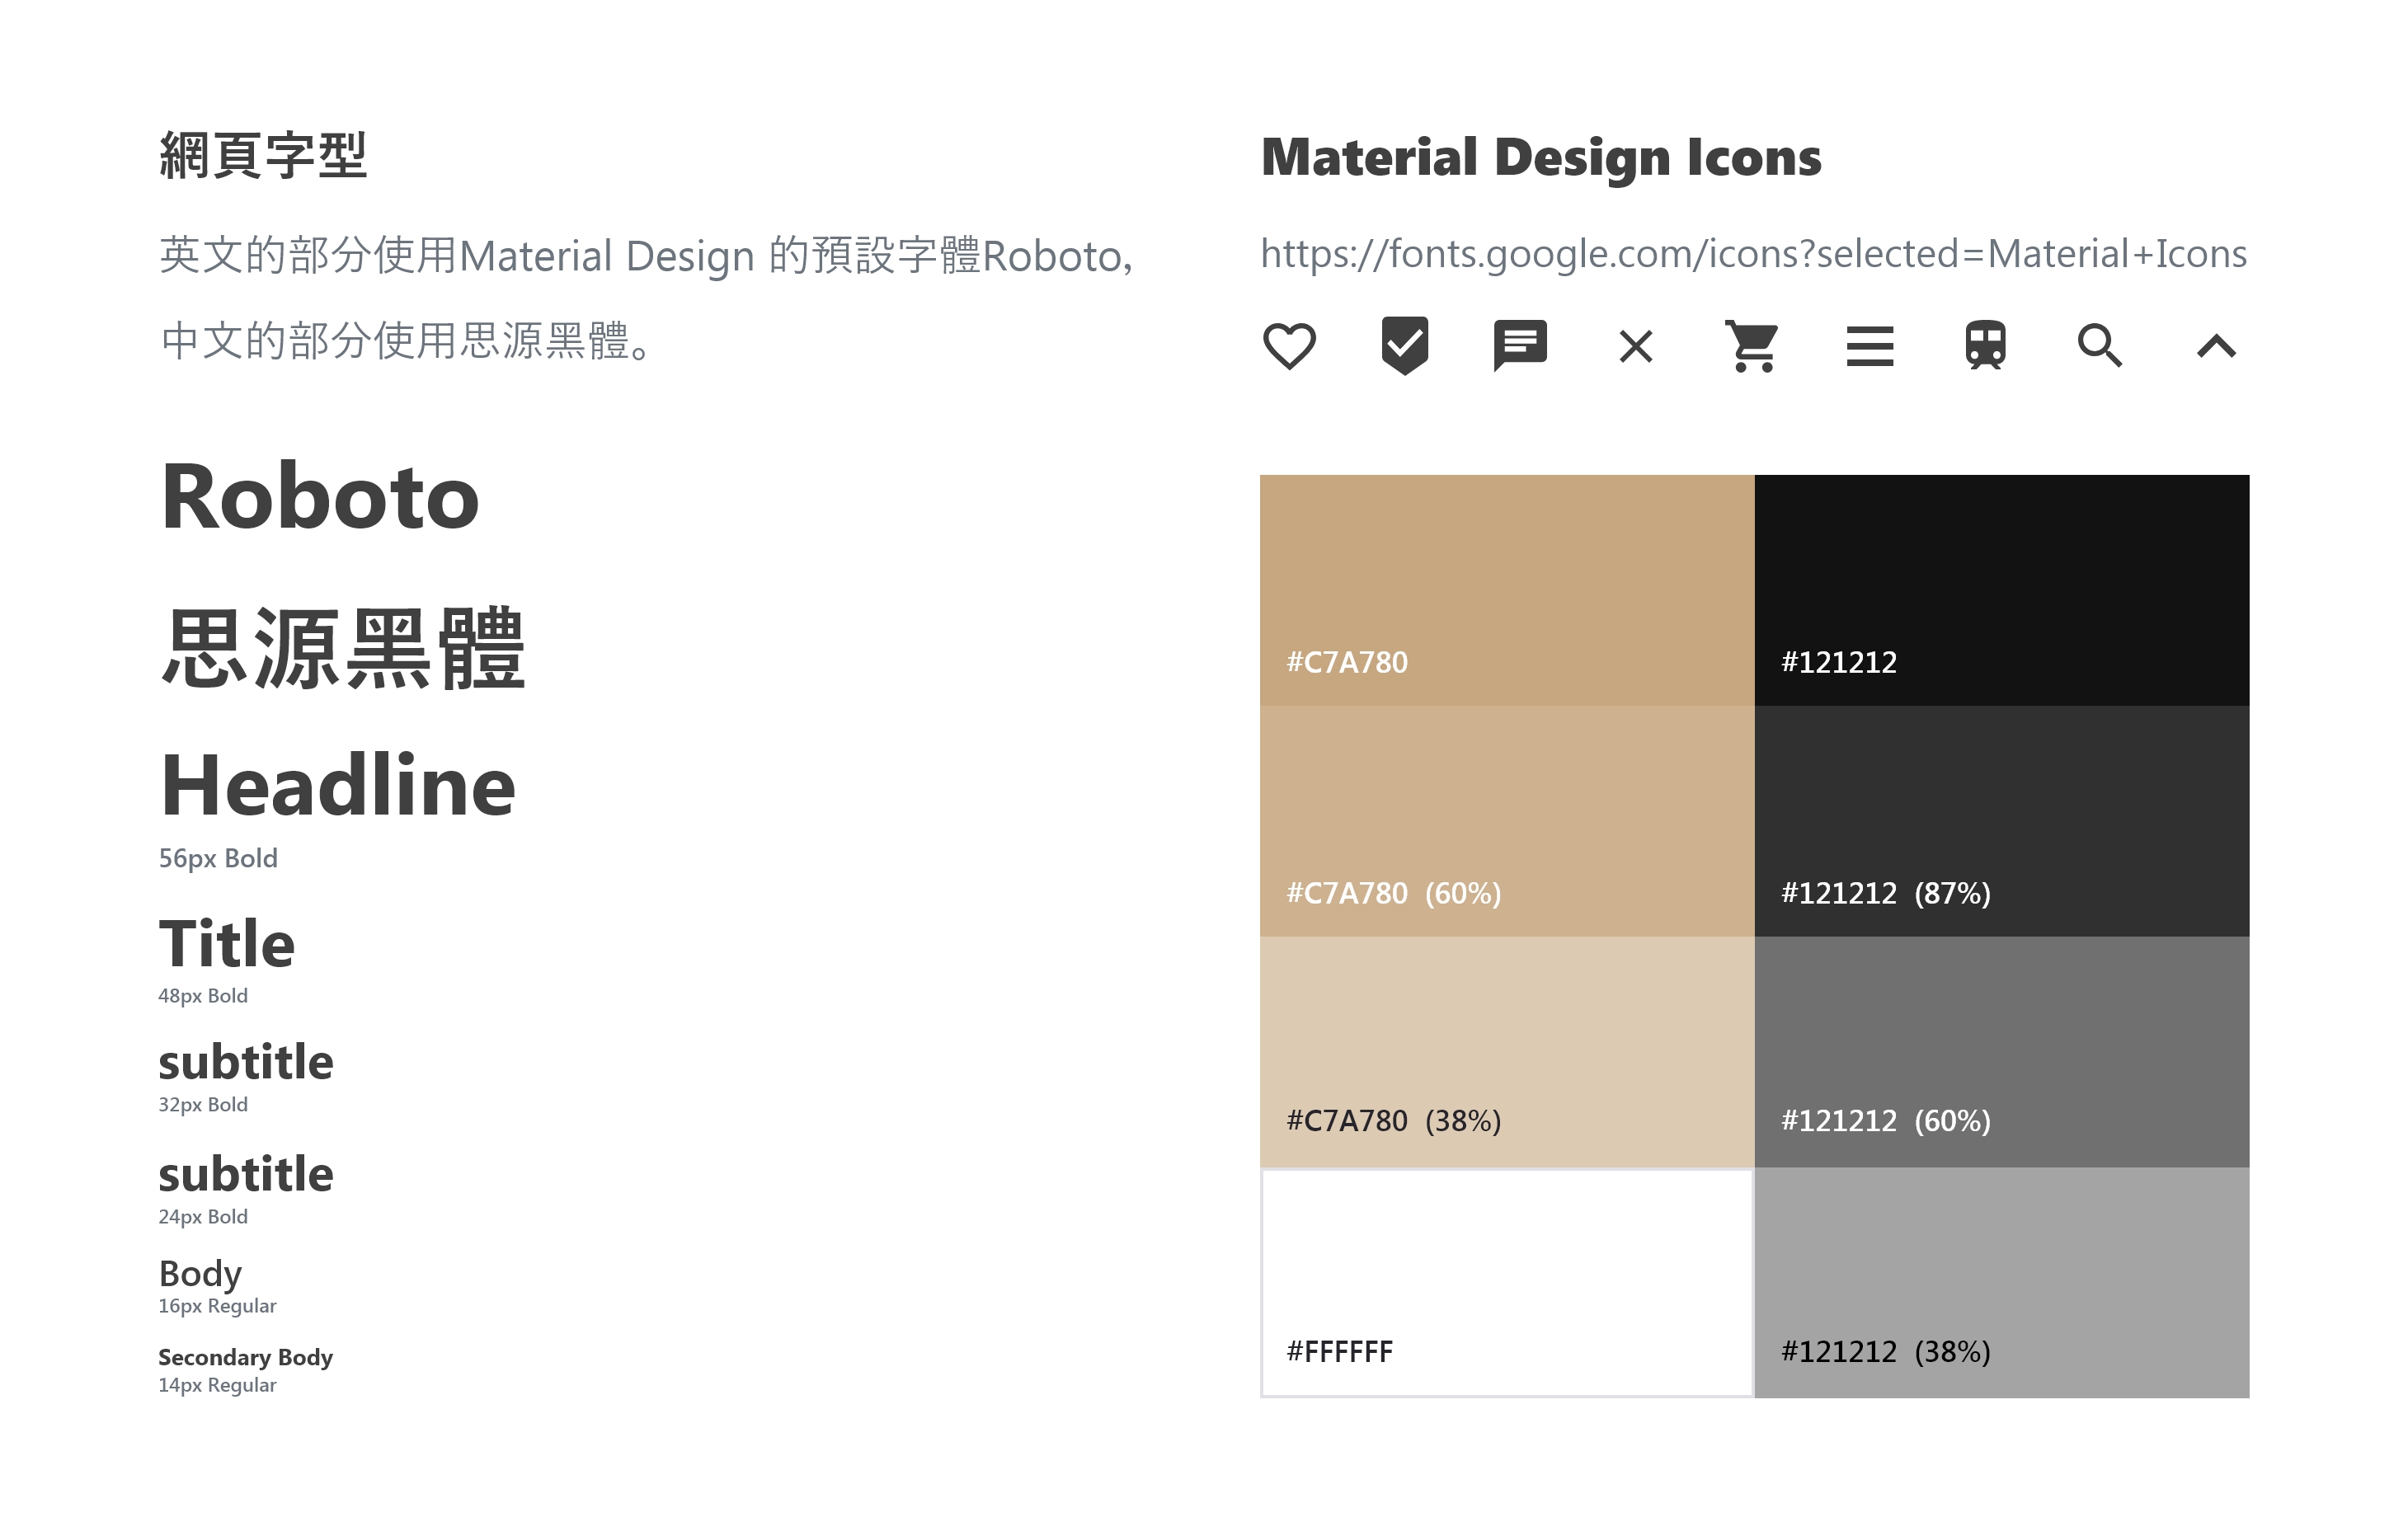 網頁字型
英文的部分使用Material Design 的預設字體Roboto,
中文的部分使用思源黑體。
Roboto
思源黑體
Headline
56px Bold
Title
48px Bold
subtitle
32px Bold
subtitle
24px Bold
Body
16px Regular
Secondary Body
14px Regular
Material Design Icons
https://fonts.google.com/icons?selected=Material+Icons
#C7A780
#121212
#C7A780 (60%)
#121212 (87%)
#C7A780 (38%)
#121212 (60%)
#FFFFFF
#121212 (38%)